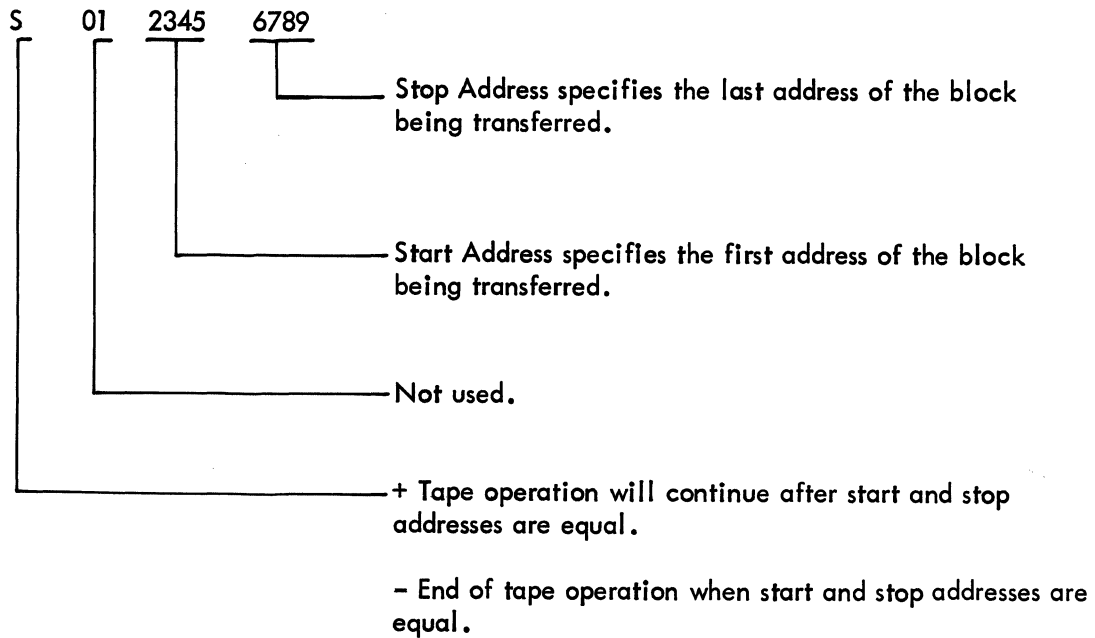 S 01 2345 6789
Stop Address specifies the last address of the block
being transferred.
Start Address specifies the first address of the block
being transferred.
Not used.
+ Tape operation will continue after start and stop
addresses are equal.
– End of tape operation when start and stop addresses are
equal.